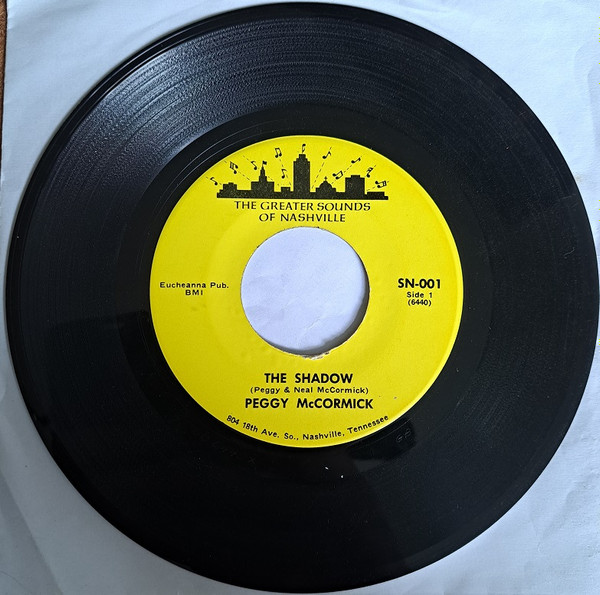 THE GREATER SOUNDS
OF NASHVILLE
Eucheanna Pub.
BMI
SN-001
Side 1
(6440)
THE SHADOW
(Peggy & Neal McCormick)
PEGGY McCORMICK
804 18th Ave. So., Nashville, Tennessee